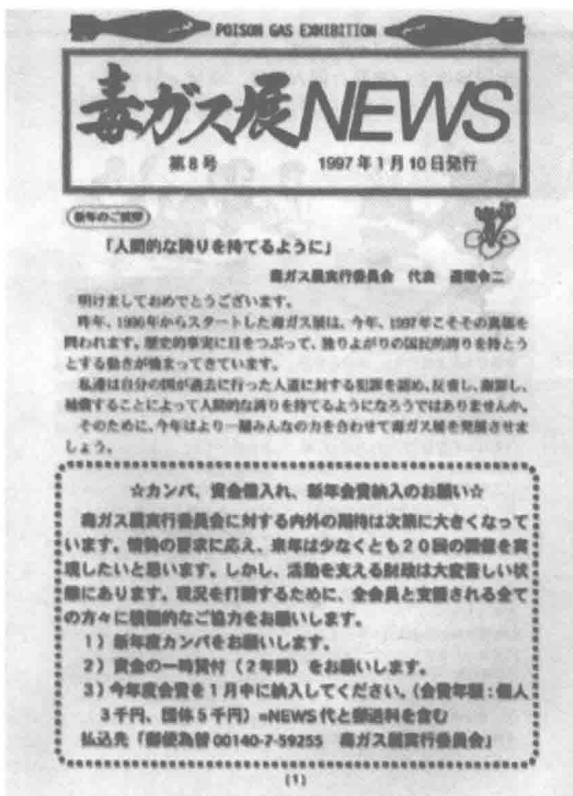 POISON GAS EXHIBITION
毒ガス展NEWS
第8号 1997年1月10日発行
新年のご挨拶
「人間的な誇りを持てるように」
毒ガス展実行委員会 代表
明けましておめでとうございます。
昨年、1996年からスタートした毒ガス展は、今年、1997年こそその真価を
問われます。歴史的事実に目をつぶって、独りよがりの国民的誇りを持とう
とする動きが強まってきています。
私達は自分の国が過去に行った人道に対する犯罪を認め、反省し、謝罪し、
補償することによって人間的な誇りを持てるようになろうではありませんか。
そのために、今年はより一層みんなの力を合わせて毒ガス展を発展させま
しょう。
☆カンパ、資金借入れ、新年会費納入のお願い☆
毒ガス展実行委員会に対する内外の期待は次第に大きくなって
います。情勢の要求に応え、来年は少なくとも20回の開催を実
現したいと思います。しかし、活動を支える財政は大変苦しい状
態にあります。現況を打開するために、全会員と支援される全て
の方々に積極的なご協力をお願いします。
1）新年度カンパをお願いします。
2）資金の一時貸付（2年間）をお願いします。
3）今年度会費を1月中に納入してください。（会費年額：個人
3千円、団体5千円）=NEWS代と郵送料を含む
払込先「郵便為替00140-7-59255 毒ガス展実行委員会」
(1)